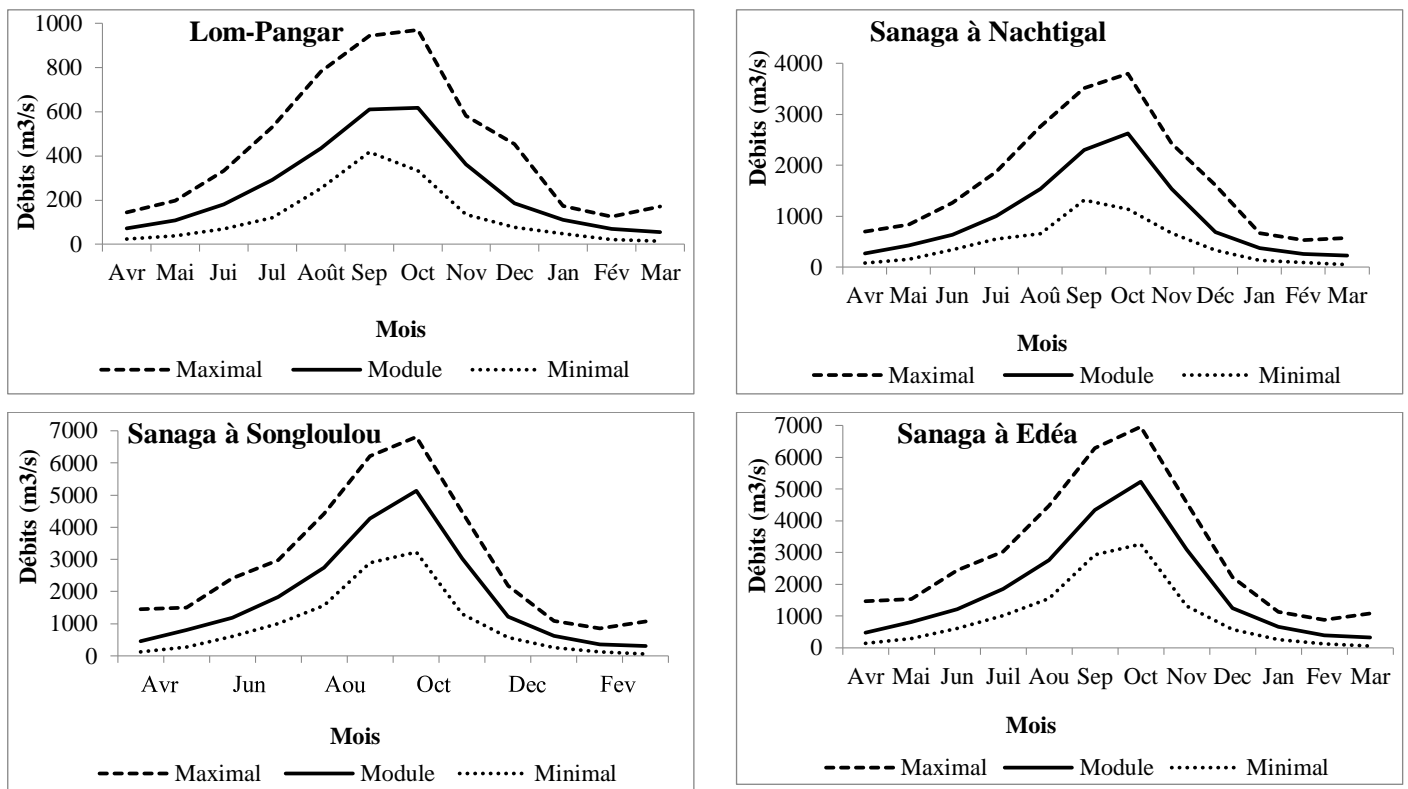 Lom-Pangar
Débits (m3/s)
1000
800
600
400
200
0
Avr Mai Jui Jul Août Sep Oct Nov Dec Jan Fév Mar
Mois
Maximal Module Minimal
Sanaga à Nachtigal
Débits (m3/s)
4000
3000
2000
1000
0
Avr Mai Jun Jui Aoû Sep Oct Nov Déc Jan Fév Mar
Mois
Maximal Module Minimal
Sanaga à Songloulou
Débits (m3/s)
7000
6000
5000
4000
3000
2000
1000
0
Avr Jun Aou Oct Dec Fev
Mois
Maximal Module Minimal
Sanaga à Edéa
Débits (m3/s)
7000
6000
5000
4000
3000
2000
1000
0
Avr Mai Jun Juil Aou Sep Oct Nov Dec Jan Fev Mar
Mois
Maximal Module Minimal